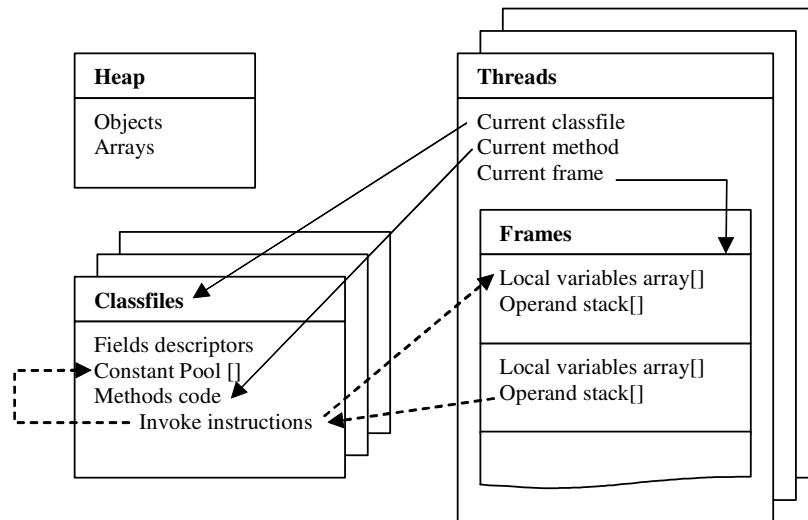 Heap
Objects
Arrays
Threads
Current classfile
Current method
Current frame
Frames
Local variables array[]
Operand stack[]
Local variables array[]
Operand stack[]
Classfiles
Fields descriptors
Constant Pool []
Methods code
Invoke instructions